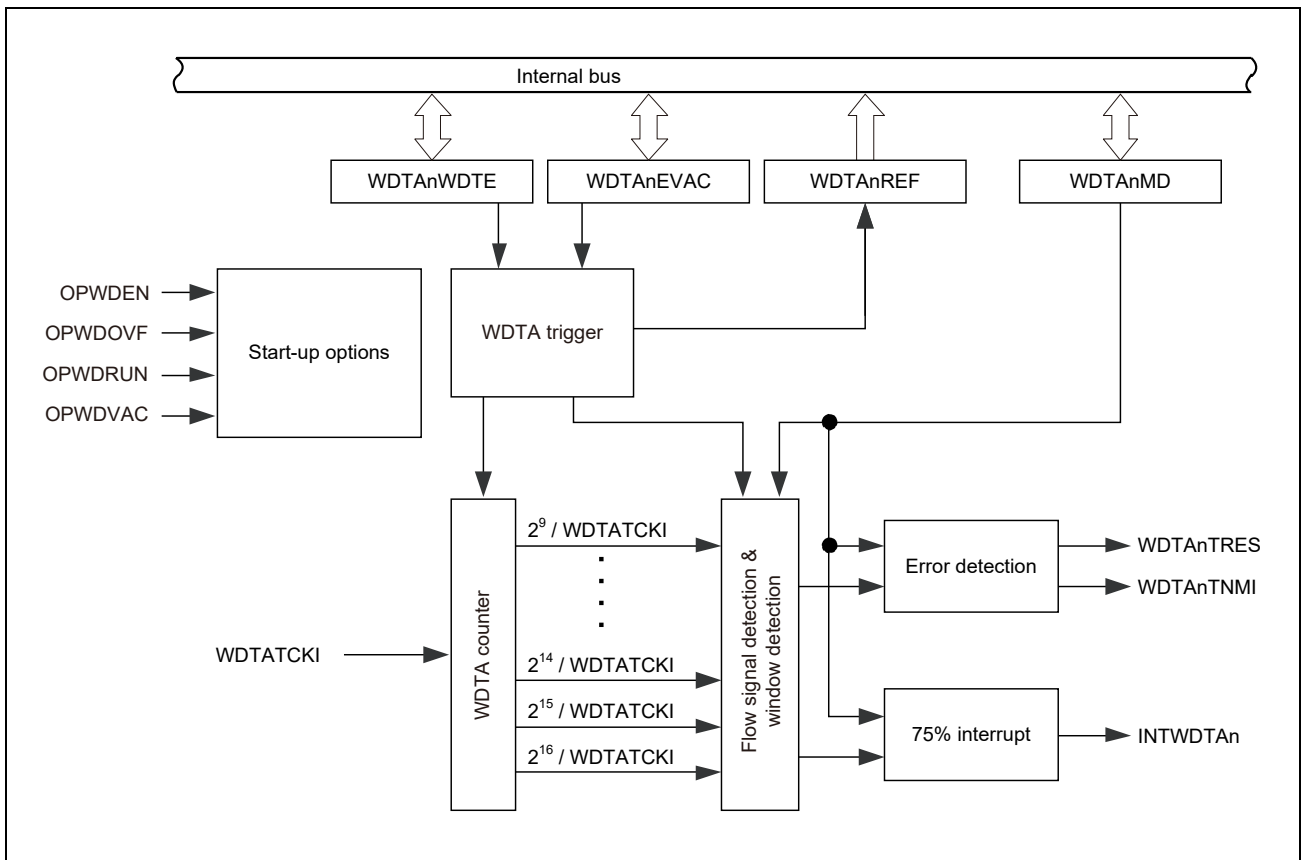 Internal bus
WDTAnWDTE
WDTAnEVAC
WDTAnREF
WDTAnMD
OPWDEN
OPWDOVF
OPWDRUN
OPWDVAC
Start-up options
WDTA trigger
WDTATCKI
WDTA counter
2⁹ / WDTATCKI
2¹⁴ / WDTATCKI
2¹⁵ / WDTATCKI
2¹⁶ / WDTATCKI
Flow signal detection &
window detection
Error detection
WDTAnTRES
WDTAnTNMI
75% interrupt
INTWDTAn